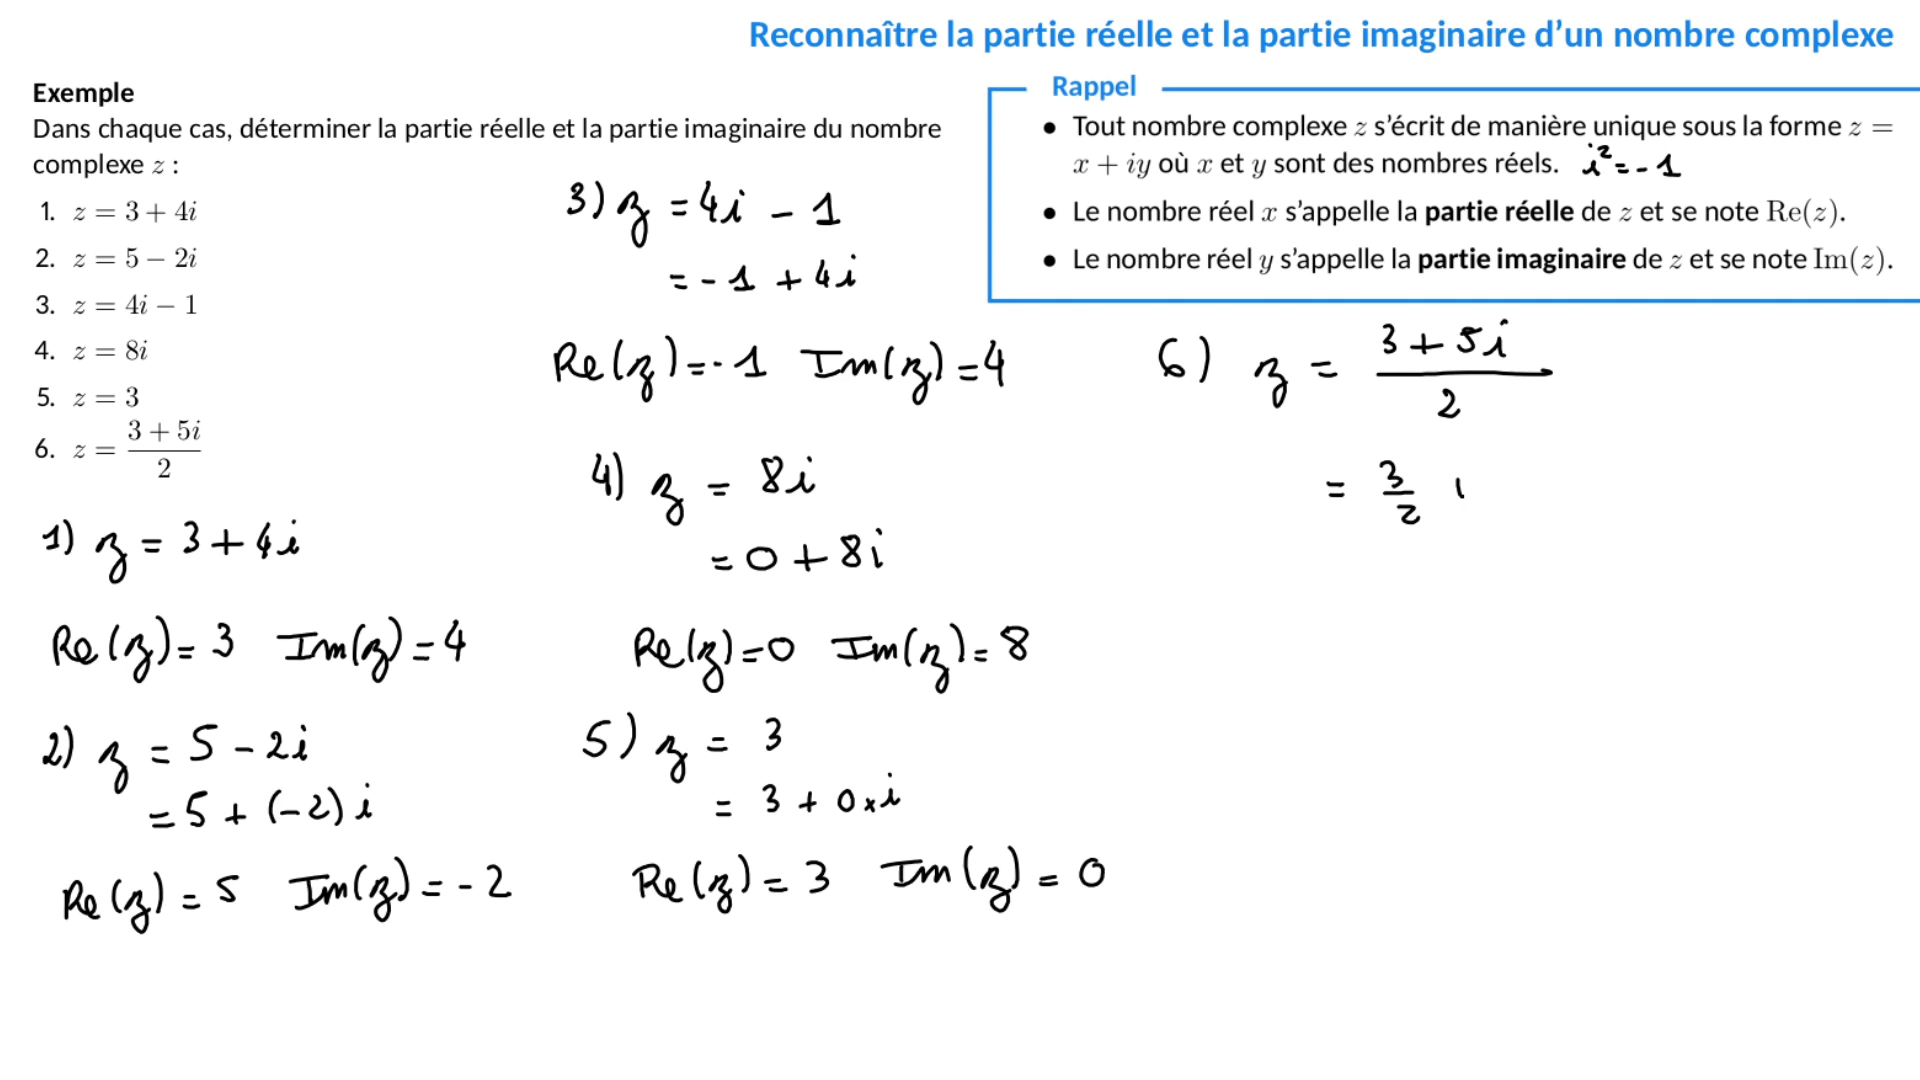 Reconnaître la partie réelle et la partie imaginaire d'un nombre complexe
Exemple
Dans chaque cas, déterminer la partie réelle et la partie imaginaire du nombre
complexe z :
1. z = 3 + 4i
2. z = 5 − 2i
3. z = 4i − 1
4. z = 8i
5. z = 3
6. z = \frac{3 + 5i}{2}
Rappel
• Tout nombre complexe z s'écrit de manière unique sous la forme z =
x + iy où x et y sont des nombres réels. i² = -1
• Le nombre réel x s'appelle la partie réelle de z et se note Re(z).
• Le nombre réel y s'appelle la partie imaginaire de z et se note Im(z).
1) z = 3 + 4i
Re(z) = 3 Im(z) = 4
2) z = 5 - 2i
= 5 + (-2) i
Re(z) = 5 Im(z) = -2
3) z = 4i - 1
= -1 + 4i
Re(z) = -1 Im(z) = 4
4) z = 8i
= 0 + 8i
Re(z) = 0 Im(z) = 8
5) z = 3
= 3 + 0×i
Re(z) = 3 Im(z) = 0
6) z = \frac{3 + 5i}{2}
= \frac{3}{2}